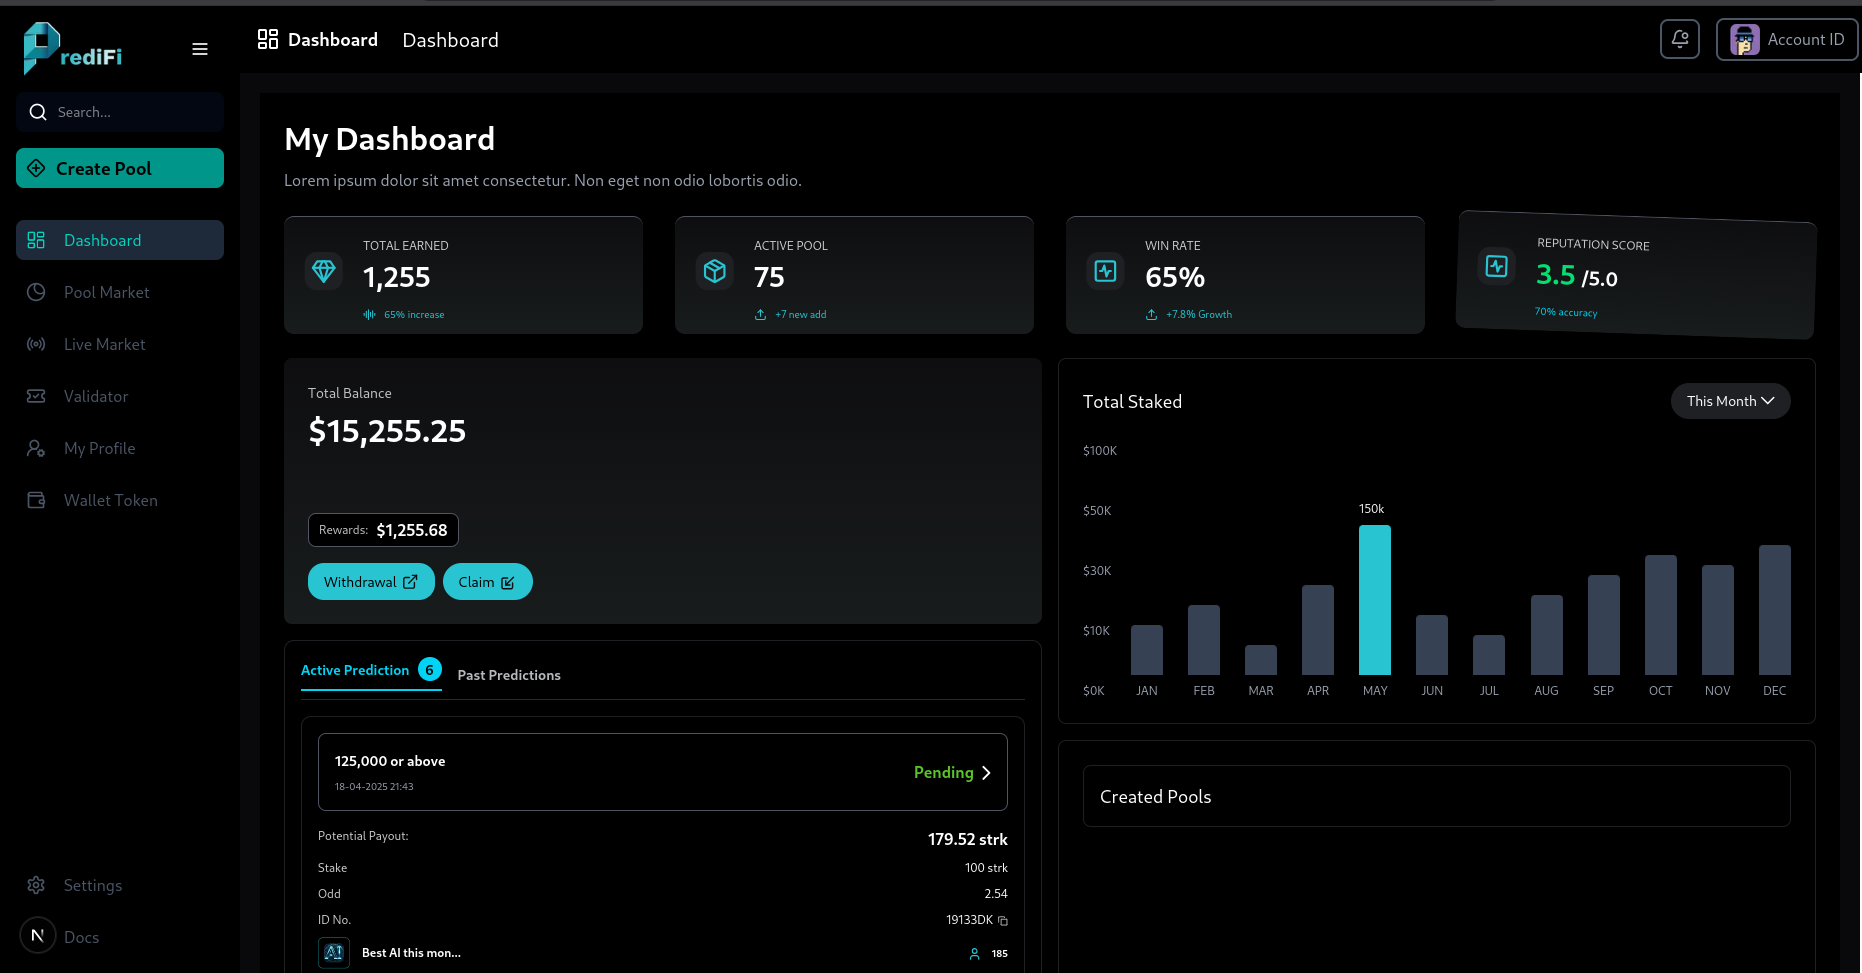 rediFi
Search...
Create Pool
Dashboard
Pool Market
Live Market
Validator
My Profile
Wallet Token
Settings
N
Docs
Dashboard Dashboard
Account ID
My Dashboard
Lorem ipsum dolor sit amet consectetur. Non eget non odio lobortis odio.
TOTAL EARNED
1,255
65% increase
ACTIVE POOL
75
+7 new add
WIN RATE
65%
+7.8% Growth
REPUTATION SCORE
3.5 /5.0
70% accuracy
Total Balance
$15,255.25
Rewards: $1,255.68
Withdrawal Claim
Total Staked
This Month
$100K
$50K
$30K
$10K
$0K
150k
JAN FEB MAR APR MAY JUN JUL AUG SEP OCT NOV DEC
Active Prediction 6 Past Predictions
125,000 or above
18-04-2025 21:43
Pending
Potential Payout: 179.52 strk
Stake 100 strk
Odd 2.54
ID No. 19133DK
AI Best AI this mon... 185
Created Pools